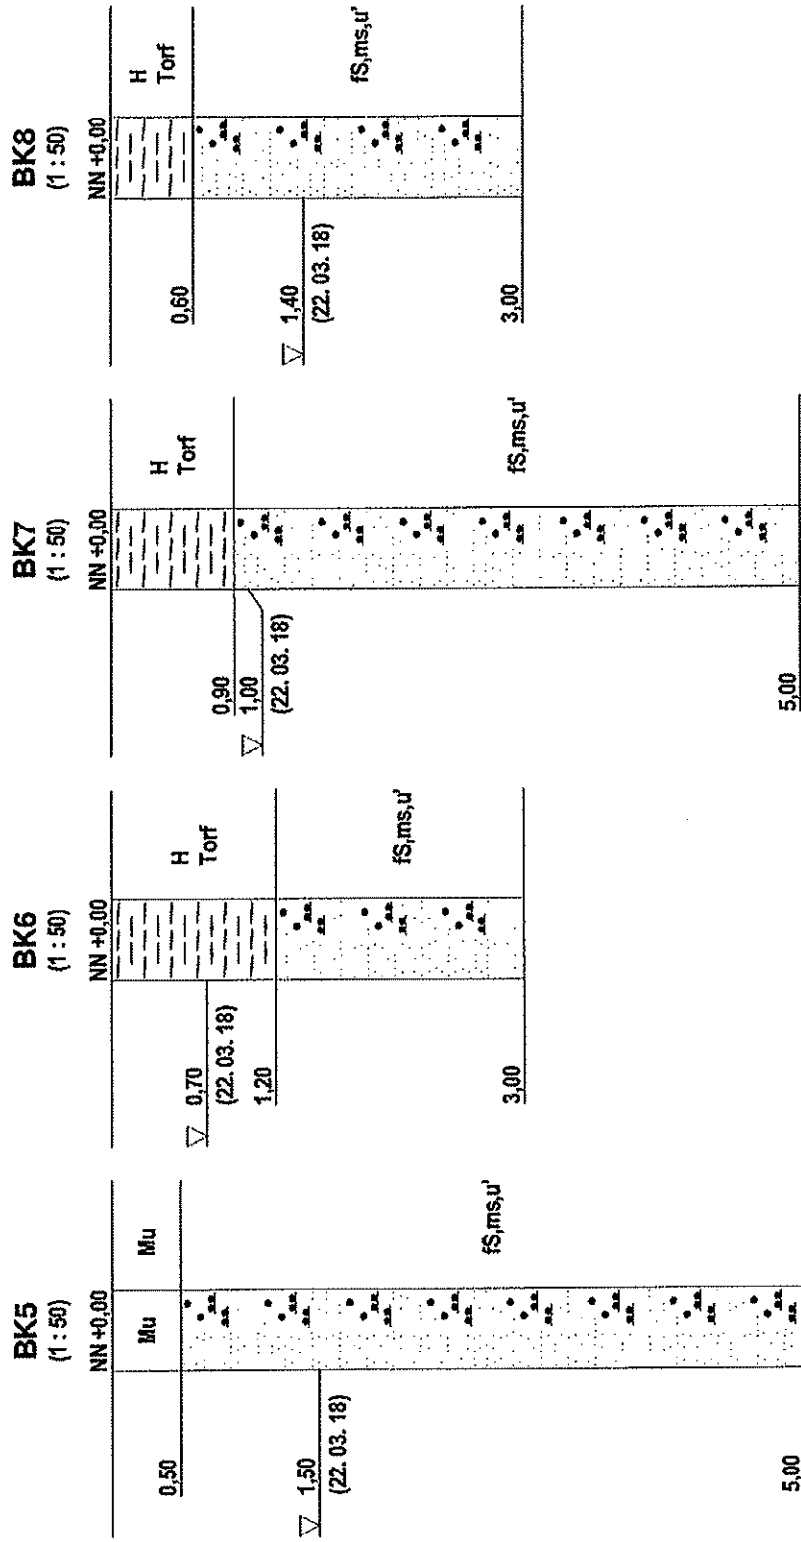 BK5
(1 : 50)
NN +0,00
Mu
Mu
0,50
1,50
(22. 03. 18)
fS,ms,u'
5,00
BK6
(1 : 50)
NN +0,00
H
Torf
0,70
(22. 03. 18)
1,20
fS,ms,u'
3,00
BK7
(1 : 50)
NN +0,00
H
Torf
0,90
1,00
(22. 03. 18)
fS,ms,u'
5,00
BK8
(1 : 50)
NN +0,00
H
Torf
0,60
1,40
(22. 03. 18)
fS,ms,u'
3,00